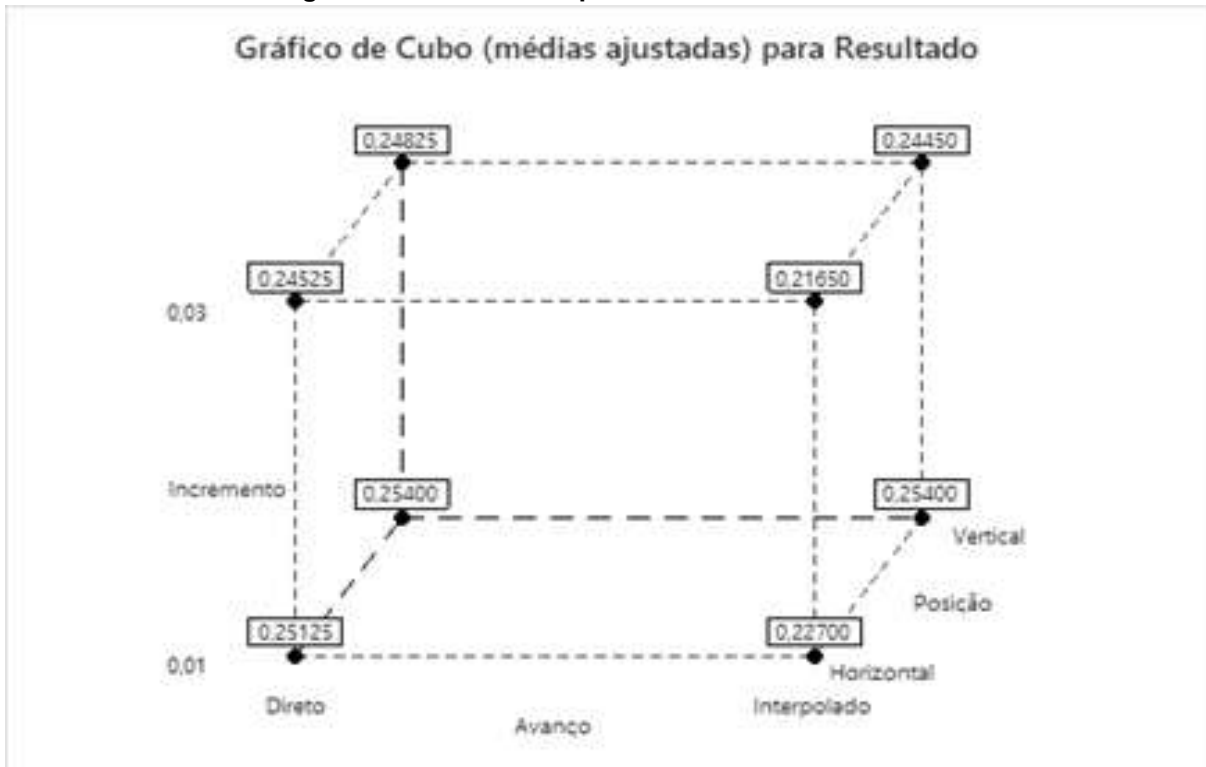 Gráfico de Cubo (médias ajustadas) para Resultado
0,24825
0,24450
0,24525
0,21650
0,03
Incremento
0,25400
0,25400
Vertical
Posição
0,25125
0,22700
0,01
Horizontal
Direto
Interpolado
Avanço